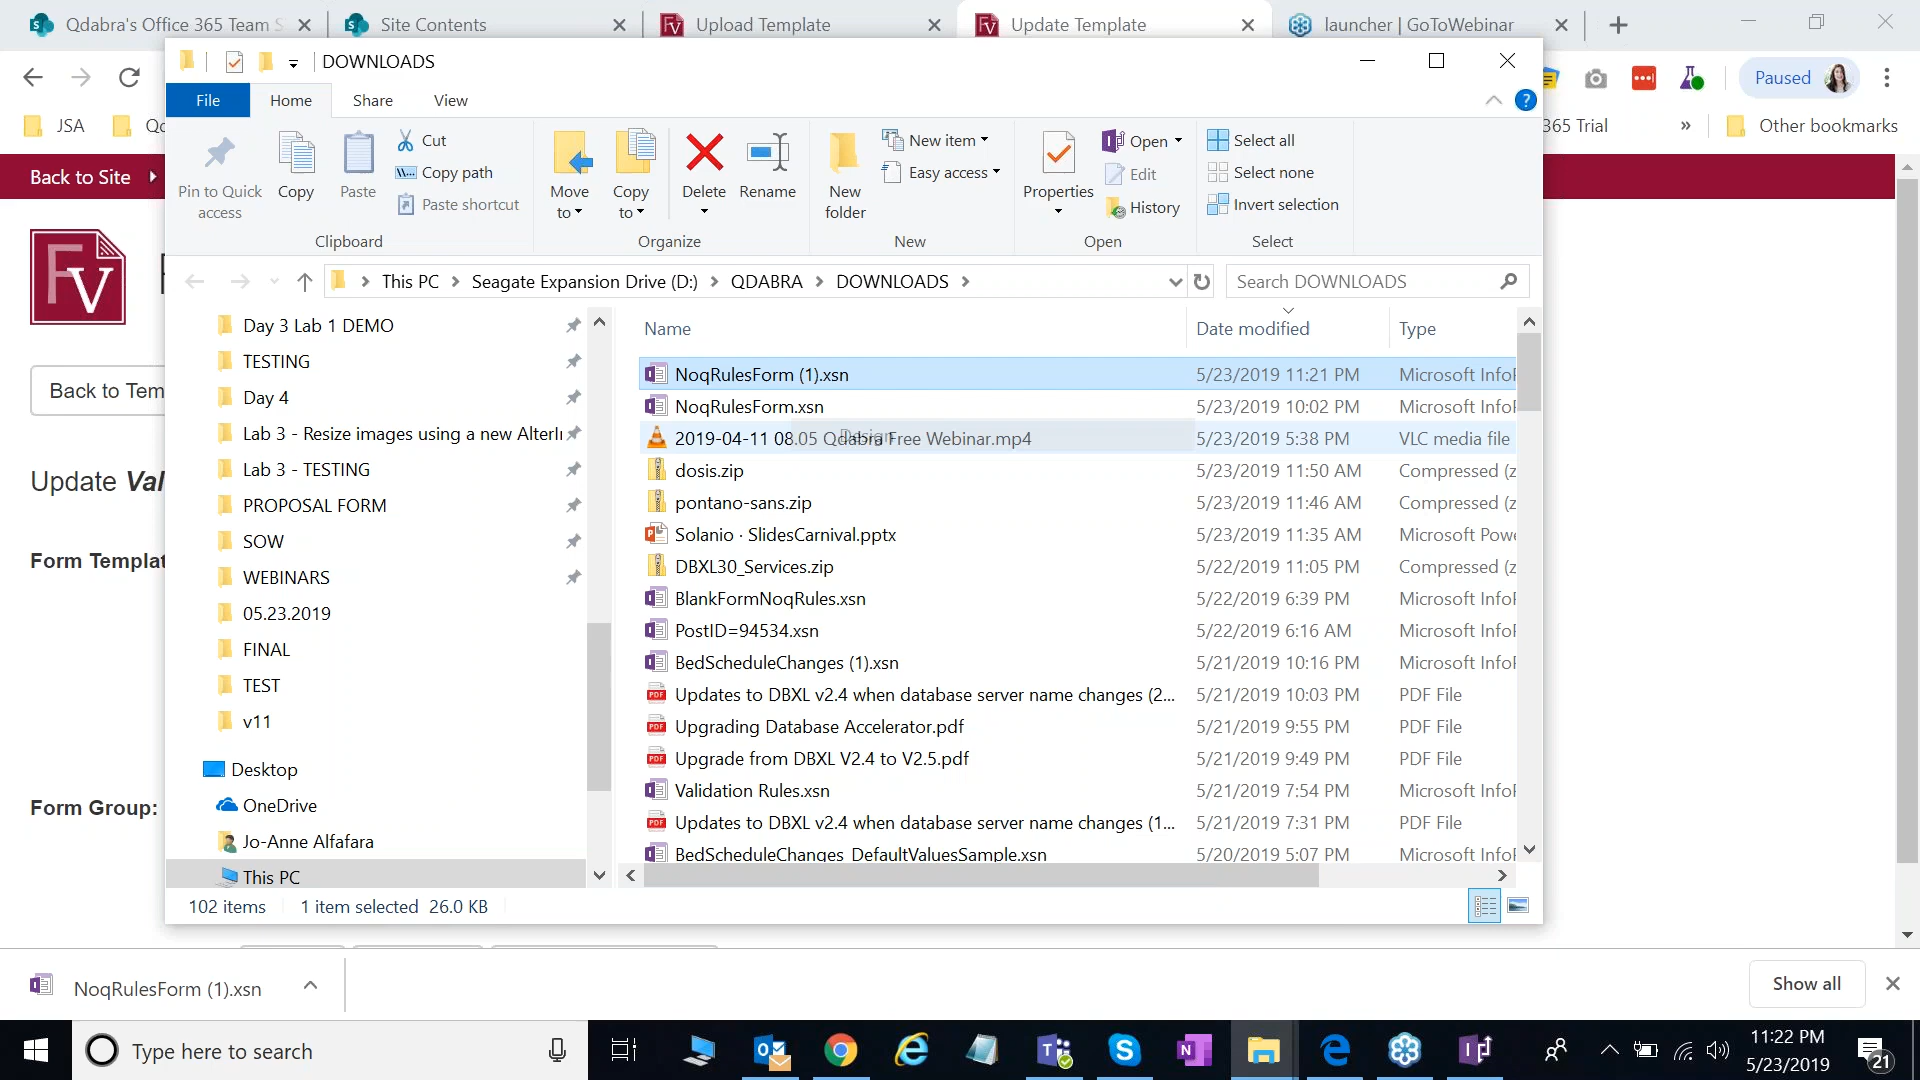 Qdabra's Office 365 Team S
Site Contents
Upload Template
Update Template
launcher | GoToWebinar
DOWNLOADS
Paused
File
Home
Share
View
JSA
Qd
365 Trial
»
Other bookmarks
Back to Site
Pin to Quick access
Copy
Paste
Cut
Copy path
Paste shortcut
Clipboard
Move to
Copy to
Delete
Rename
Organize
New folder
New item
Easy access
New
Properties
Open
Edit
History
Open
Select all
Select none
Invert selection
Select
FV
This PC > Seagate Expansion Drive (D:) > QDABRA > DOWNLOADS >
Search DOWNLOADS
Back to Tem
Update Val
Form Templat
Form Group:
Day 3 Lab 1 DEMO
TESTING
Day 4
Lab 3 - Resize images using a new AlterI
Lab 3 - TESTING
PROPOSAL FORM
SOW
WEBINARS
05.23.2019
FINAL
TEST
v11
Desktop
OneDrive
Jo-Anne Alfafara
This PC
Name Date modified Type
NoqRulesForm (1).xsn 5/23/2019 11:21 PM Microsoft InfoP
NoqRulesForm.xsn 5/23/2019 10:02 PM Microsoft InfoP
2019-04-11 08.05 Qdabra Free Webinar.mp4 5/23/2019 5:38 PM VLC media file
Design
dosis.zip 5/23/2019 11:50 AM Compressed (z
pontano-sans.zip 5/23/2019 11:46 AM Compressed (z
Solanio · SlidesCarnival.pptx 5/23/2019 11:35 AM Microsoft Powe
DBXL30_Services.zip 5/22/2019 11:05 PM Compressed (z
BlankFormNoqRules.xsn 5/22/2019 6:39 PM Microsoft InfoP
PostID=94534.xsn 5/22/2019 6:16 AM Microsoft InfoP
BedScheduleChanges (1).xsn 5/21/2019 10:16 PM Microsoft InfoP
Updates to DBXL v2.4 when database server name changes (2... 5/21/2019 10:03 PM PDF File
Upgrading Database Accelerator.pdf 5/21/2019 9:55 PM PDF File
Upgrade from DBXL V2.4 to V2.5.pdf 5/21/2019 9:49 PM PDF File
Validation Rules.xsn 5/21/2019 7:54 PM Microsoft InfoP
Updates to DBXL v2.4 when database server name changes (1... 5/21/2019 7:31 PM PDF File
BedScheduleChanges_DefaultValuesSample.xsn 5/20/2019 5:07 PM Microsoft InfoP
102 items 1 item selected 26.0 KB
NoqRulesForm (1).xsn
Show all
Type here to search
11:22 PM
5/23/2019
21